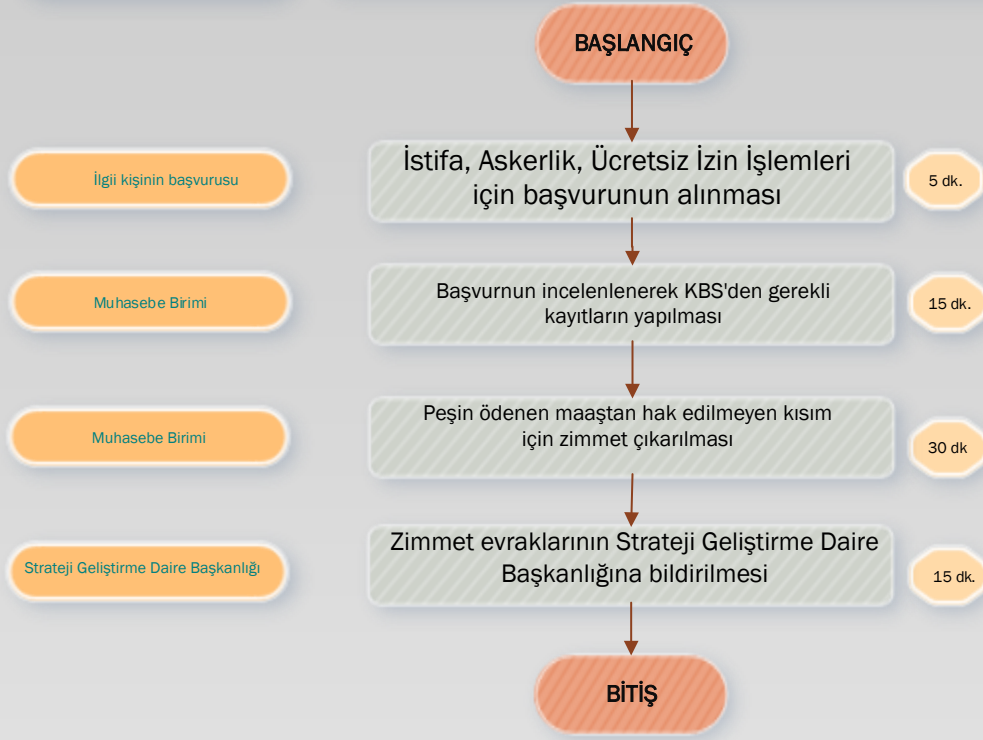 BAŞLANGIÇ
İlgii kişinin başvurusu
İstifa, Askerlik, Ücretsiz İzin İşlemleri
için başvurunun alınması
5 dk.
Muhasebe Birimi
Başvurnun incelenlenerek KBS'den gerekli
kayıtların yapılması
15 dk.
Muhasebe Birimi
Peşin ödenen maaştan hak edilmeyen kısım
için zimmet çıkarılması
30 dk
Strateji Geliştirme Daire Başkanlığı
Zimmet evraklarının Strateji Geliştirme Daire
Başkanlığına bildirilmesi
15 dk.
BİTİŞ